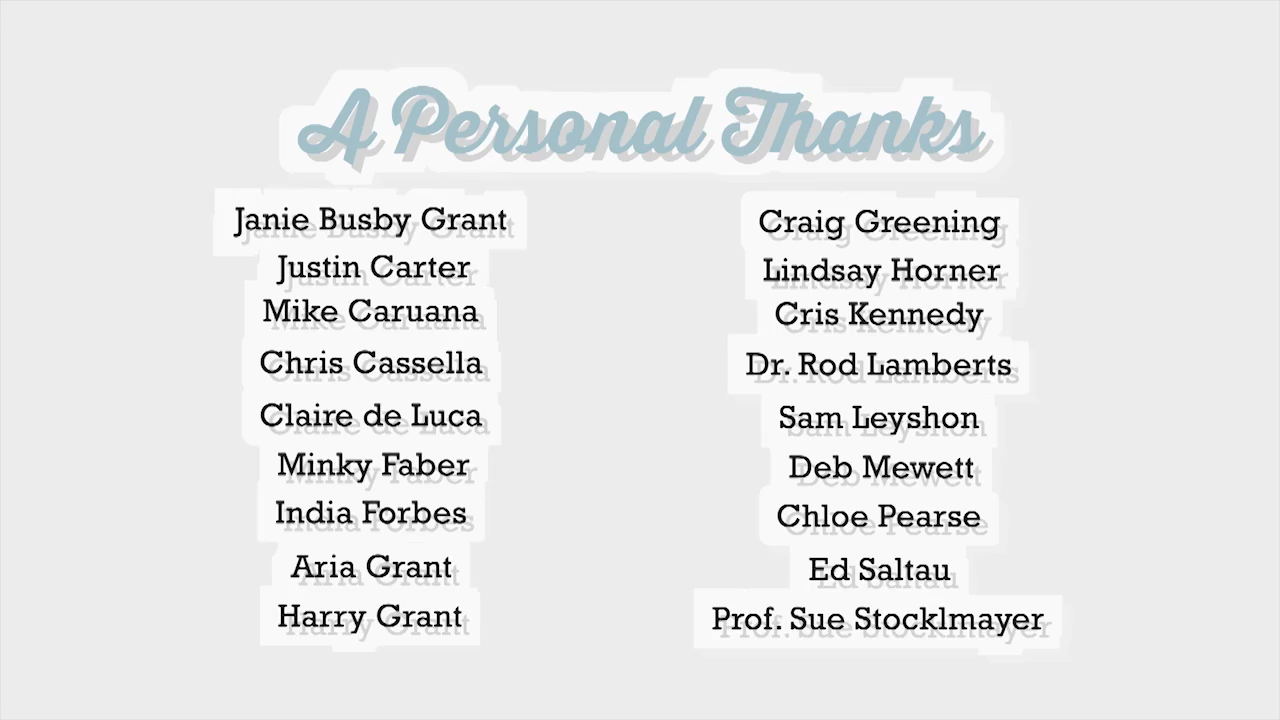 A Personal Thanks
Janie Busby Grant
Justin Carter
Mike Caruana
Chris Cassella
Claire de Luca
Minky Faber
India Forbes
Aria Grant
Harry Grant
Craig Greening
Lindsay Horner
Cris Kennedy
Dr. Rod Lamberts
Sam Leyshon
Deb Mewett
Chloe Pearse
Ed Saltau
Prof. Sue Stocklmayer